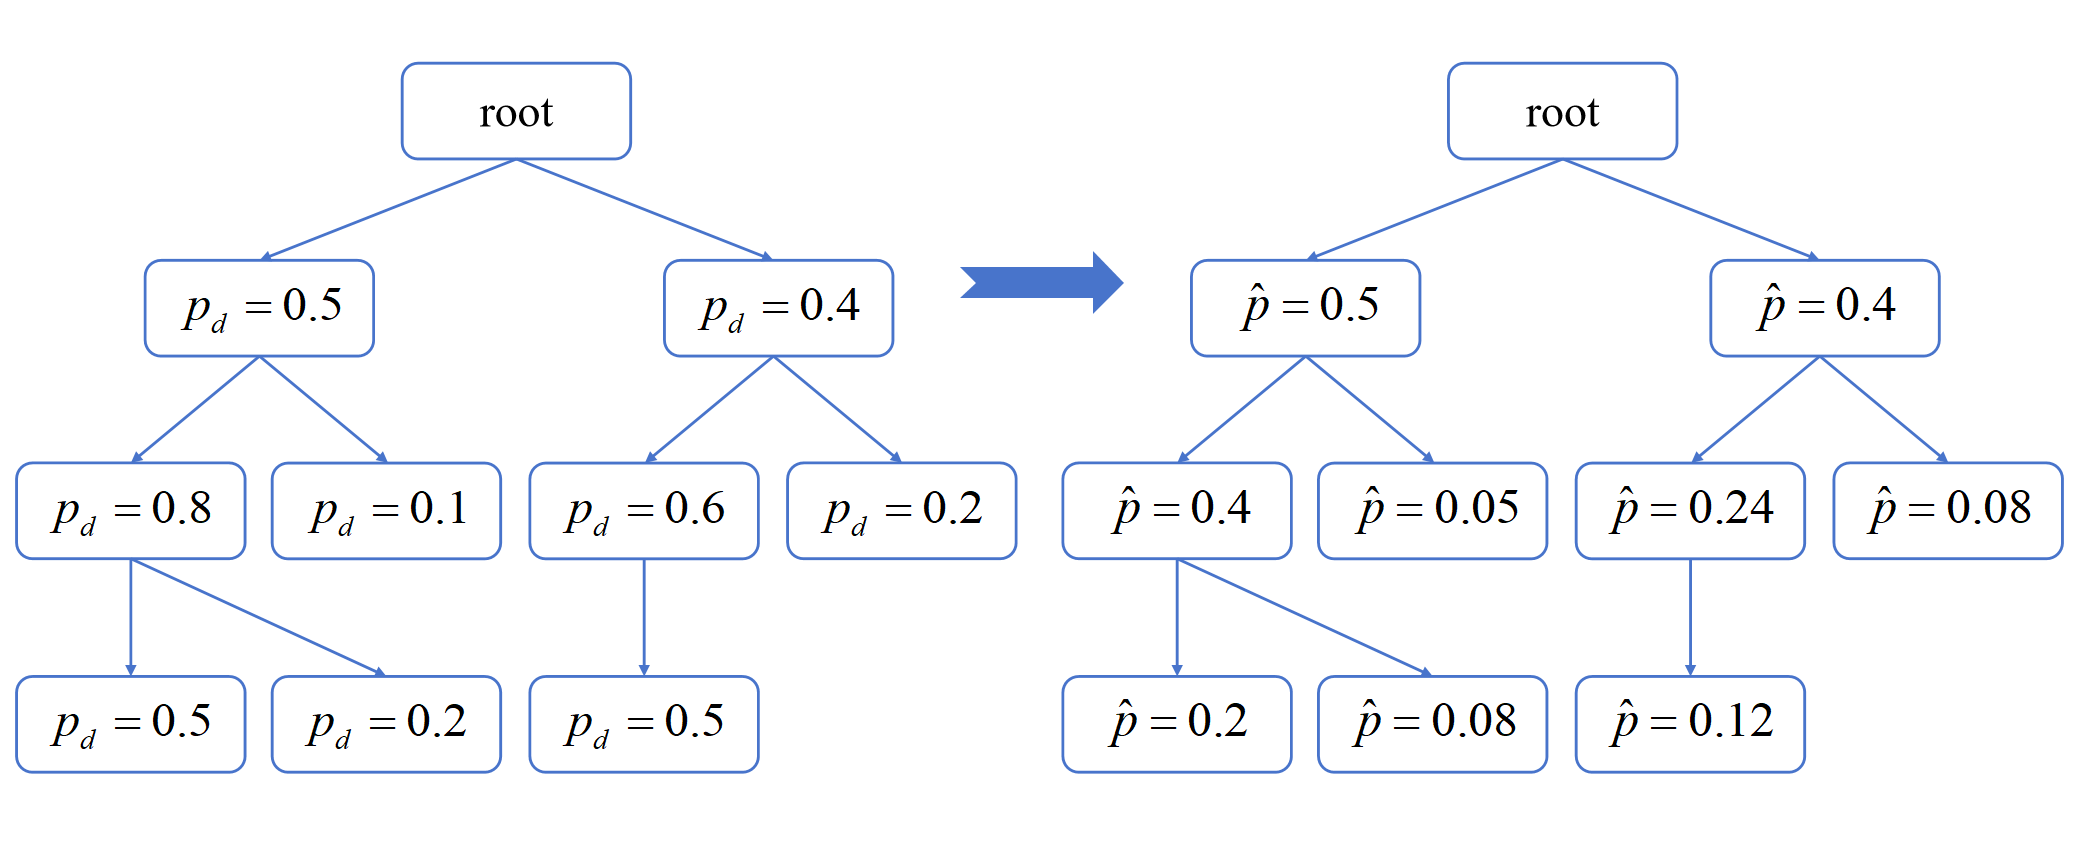 root root
p_d = 0.5 p_d = 0.4 p̂ = 0.5 p̂ = 0.4
p_d = 0.8 p_d = 0.1 p_d = 0.6 p_d = 0.2 p̂ = 0.4 p̂ = 0.05 p̂ = 0.24 p̂ = 0.08
p_d = 0.5 p_d = 0.2 p_d = 0.5 p̂ = 0.2 p̂ = 0.08 p̂ = 0.12